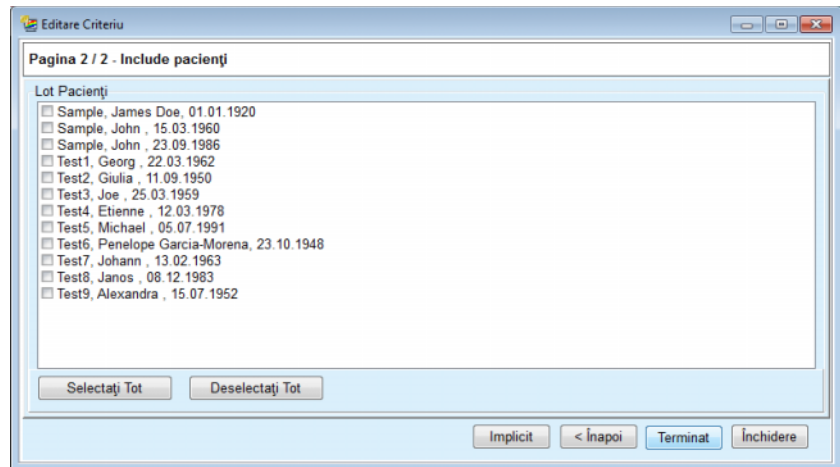 Editare Criteriu
Pagina 2 / 2 - Include pacienţi
Lot Pacienţi
Sample, James Doe, 01.01.1920
Sample, John , 15.03.1960
Sample, John , 23.09.1986
Test1, Georg , 22.03.1962
Test2, Giulia , 11.09.1950
Test3, Joe , 25.03.1959
Test4, Etienne , 12.03.1978
Test5, Michael , 05.07.1991
Test6, Penelope Garcia-Morena, 23.10.1948
Test7, Johann , 13.02.1963
Test8, Janos , 08.12.1983
Test9, Alexandra , 15.07.1952
Selectaţi Tot Deselectaţi Tot
Implicit < Înapoi Terminat Închidere